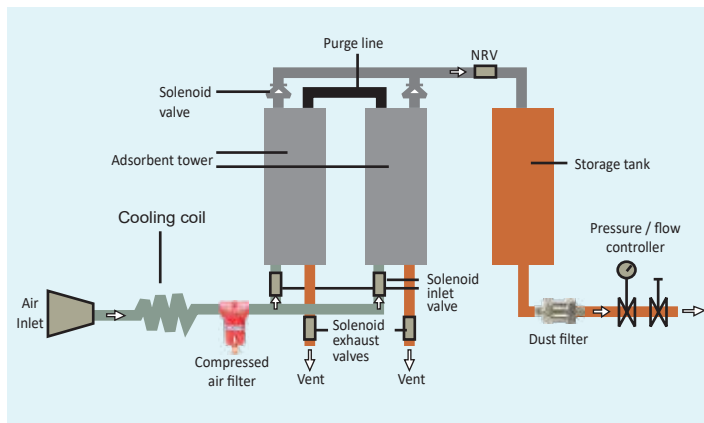 Purge line
NRV
Solenoid
valve
Adsorbent tower
Storage tank
Cooling coil
Pressure / flow
controller
Air
Inlet
Solenoid
inlet
valve
Compressed
air filter
Solenoid
exhaust
valves
Dust filter
Vent
Vent